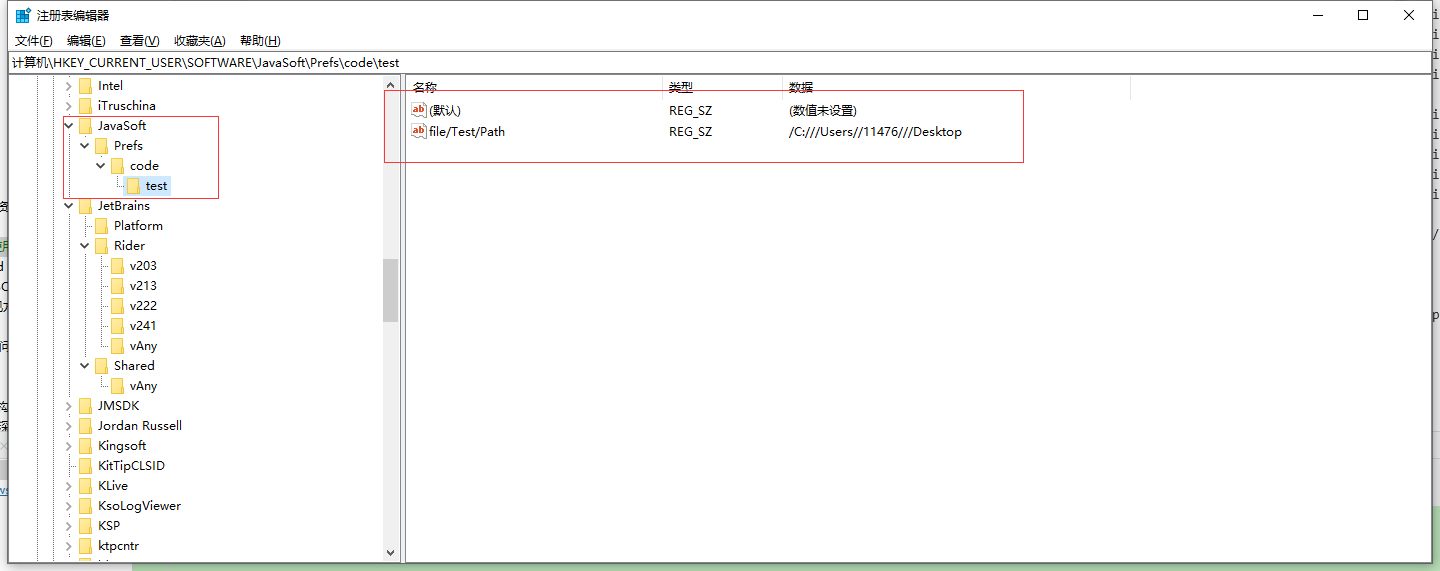 注册表编辑器
文件(F) 编辑(E) 查看(V) 收藏夹(A) 帮助(H)
计算机\HKEY_CURRENT_USER\SOFTWARE\JavaSoft\Prefs\code\test
Intel
iTruschina
JavaSoft
Prefs
code
test
JetBrains
Platform
Rider
v203
v213
v222
v241
vAny
Shared
vAny
JMSDK
Jordan Russell
Kingsoft
KitTipCLSID
KLive
KsoLogViewer
KSP
ktpcntr
名称 类型 数据
ab (默认) REG_SZ (数值未设置)
ab file/Test/Path REG_SZ /C:///Users//11476///Desktop